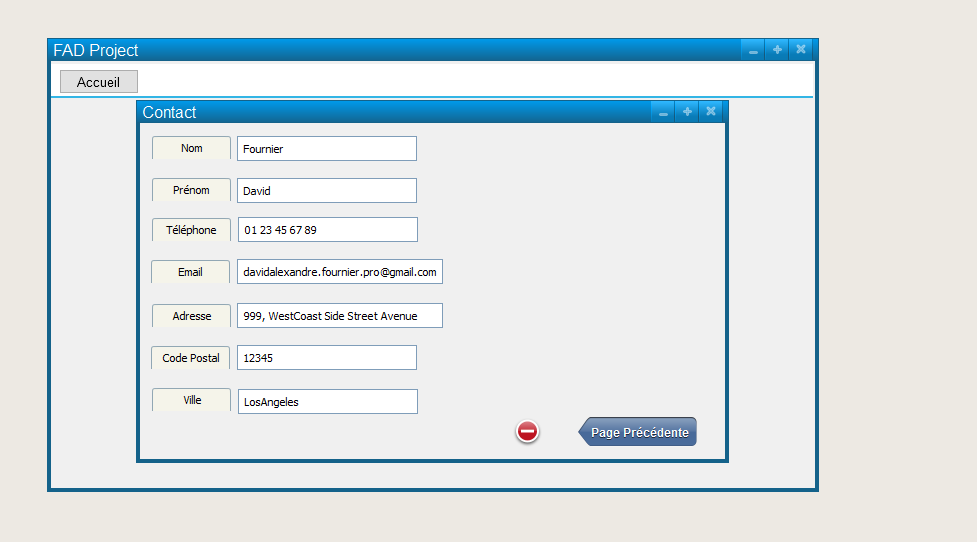 FAD Project
Accueil
Contact
Nom Fournier
Prénom David
Téléphone 01 23 45 67 89
Email davidalexandre.fournier.pro@gmail.com
Adresse 999, WestCoast Side Street Avenue
Code Postal 12345
Ville LosAngeles
Page Précédente